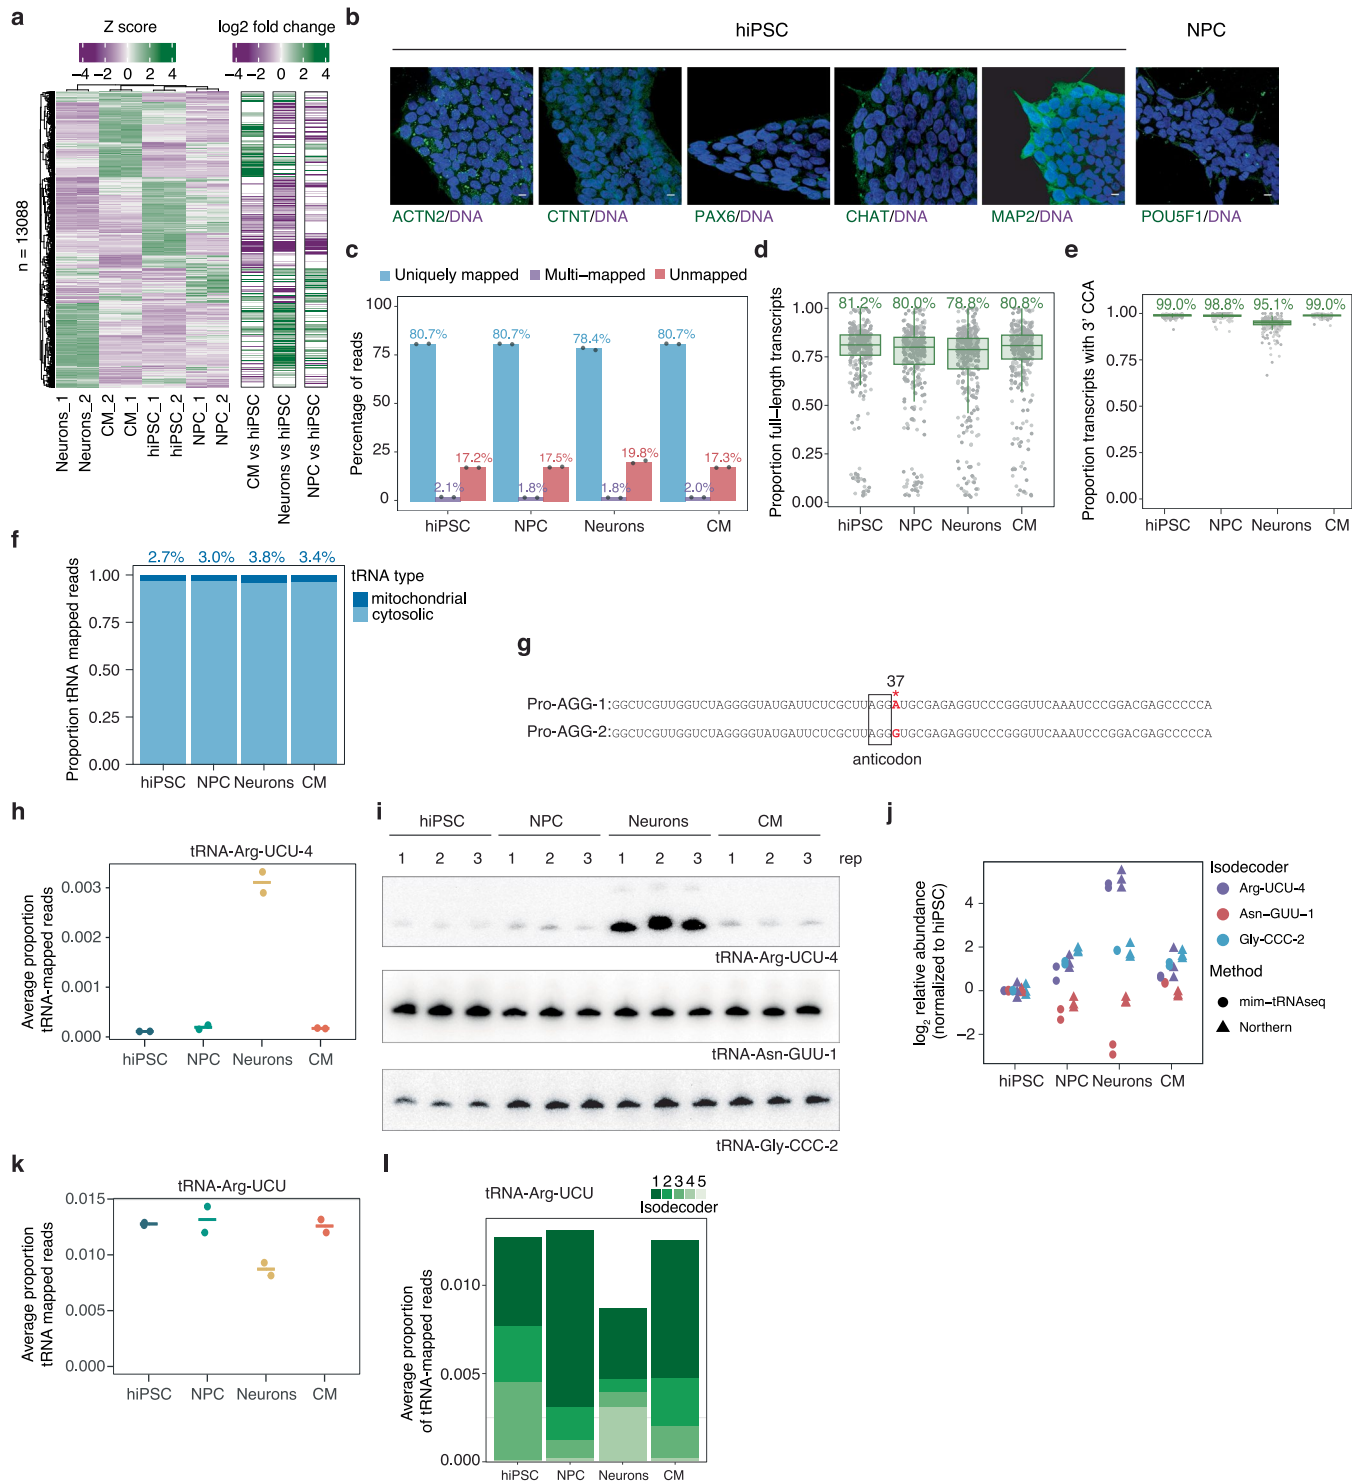 a
Z score
log2 fold change
−4 −2 0 2 4
−4 −2 0 2 4
n = 13088
Neurons_1
Neurons_2
CM_2
CM_1
hiPSC_1
hiPSC_2
NPC_1
NPC_2
CM vs hiPSC
Neurons vs hiPSC
NPC vs hiPSC
b
hiPSC
NPC
ACTN2/DNA
CTNT/DNA
PAX6/DNA
CHAT/DNA
MAP2/DNA
POU5F1/DNA
c
Uniquely mapped
Multi−mapped
Unmapped
Percentage of reads
100
75
50
25
0
80.7%
2.1%
17.2%
80.7%
1.8%
17.5%
78.4%
1.8%
19.8%
80.7%
2.0%
17.3%
hiPSC NPC Neurons CM
d
Proportion full−length transcripts
1.00
0.75
0.50
0.25
0.00
81.2% 80.0% 78.8% 80.8%
hiPSC NPC Neurons CM
e
Proportion transcripts with 3' CCA
1.00
0.75
0.50
0.25
0.00
99.0% 98.8% 95.1% 99.0%
hiPSC NPC Neurons CM
f
2.7% 3.0% 3.8% 3.4%
Proportion tRNA mapped reads
1.00
0.75
0.50
0.25
0.00
hiPSC NPC Neurons CM
tRNA type
mitochondrial
cytosolic
g
37
*
Pro-AGG-1:GGCUCGUUGGUCUAGGGGUAUGAUUCUCGCUUAGGAUGCGAGAGGUCCCGGGUUCAAAUCCCGGACGAGCCCCCA
Pro-AGG-2:GGCUCGUUGGUCUAGGGGUAUGAUUCUCGCUUAGGGUGCGAGAGGUCCCGGGUUCAAAUCCCGGACGAGCCCCCA
anticodon
h
tRNA-Arg-UCU-4
Average proportion
tRNA-mapped reads
0.003
0.002
0.001
0.000
hiPSC NPC Neurons CM
i
hiPSC NPC Neurons CM
1 2 3 1 2 3 1 2 3 1 2 3 rep
tRNA-Arg-UCU-4
tRNA-Asn-GUU-1
tRNA-Gly-CCC-2
j
log2 relative abundance
(normalized to hiPSC)
4
2
0
−2
hiPSC NPC Neurons CM
Isodecoder
Arg−UCU−4
Asn−GUU−1
Gly−CCC−2
Method
mim−tRNAseq
Northern
k
tRNA-Arg-UCU
Average proportion
tRNA mapped reads
0.015
0.010
0.005
0.000
hiPSC NPC Neurons CM
l
tRNA-Arg-UCU
1 2 3 4 5
Isodecoder
Average proportion
of tRNA-mapped reads
0.010
0.005
0.000
hiPSC NPC Neurons CM